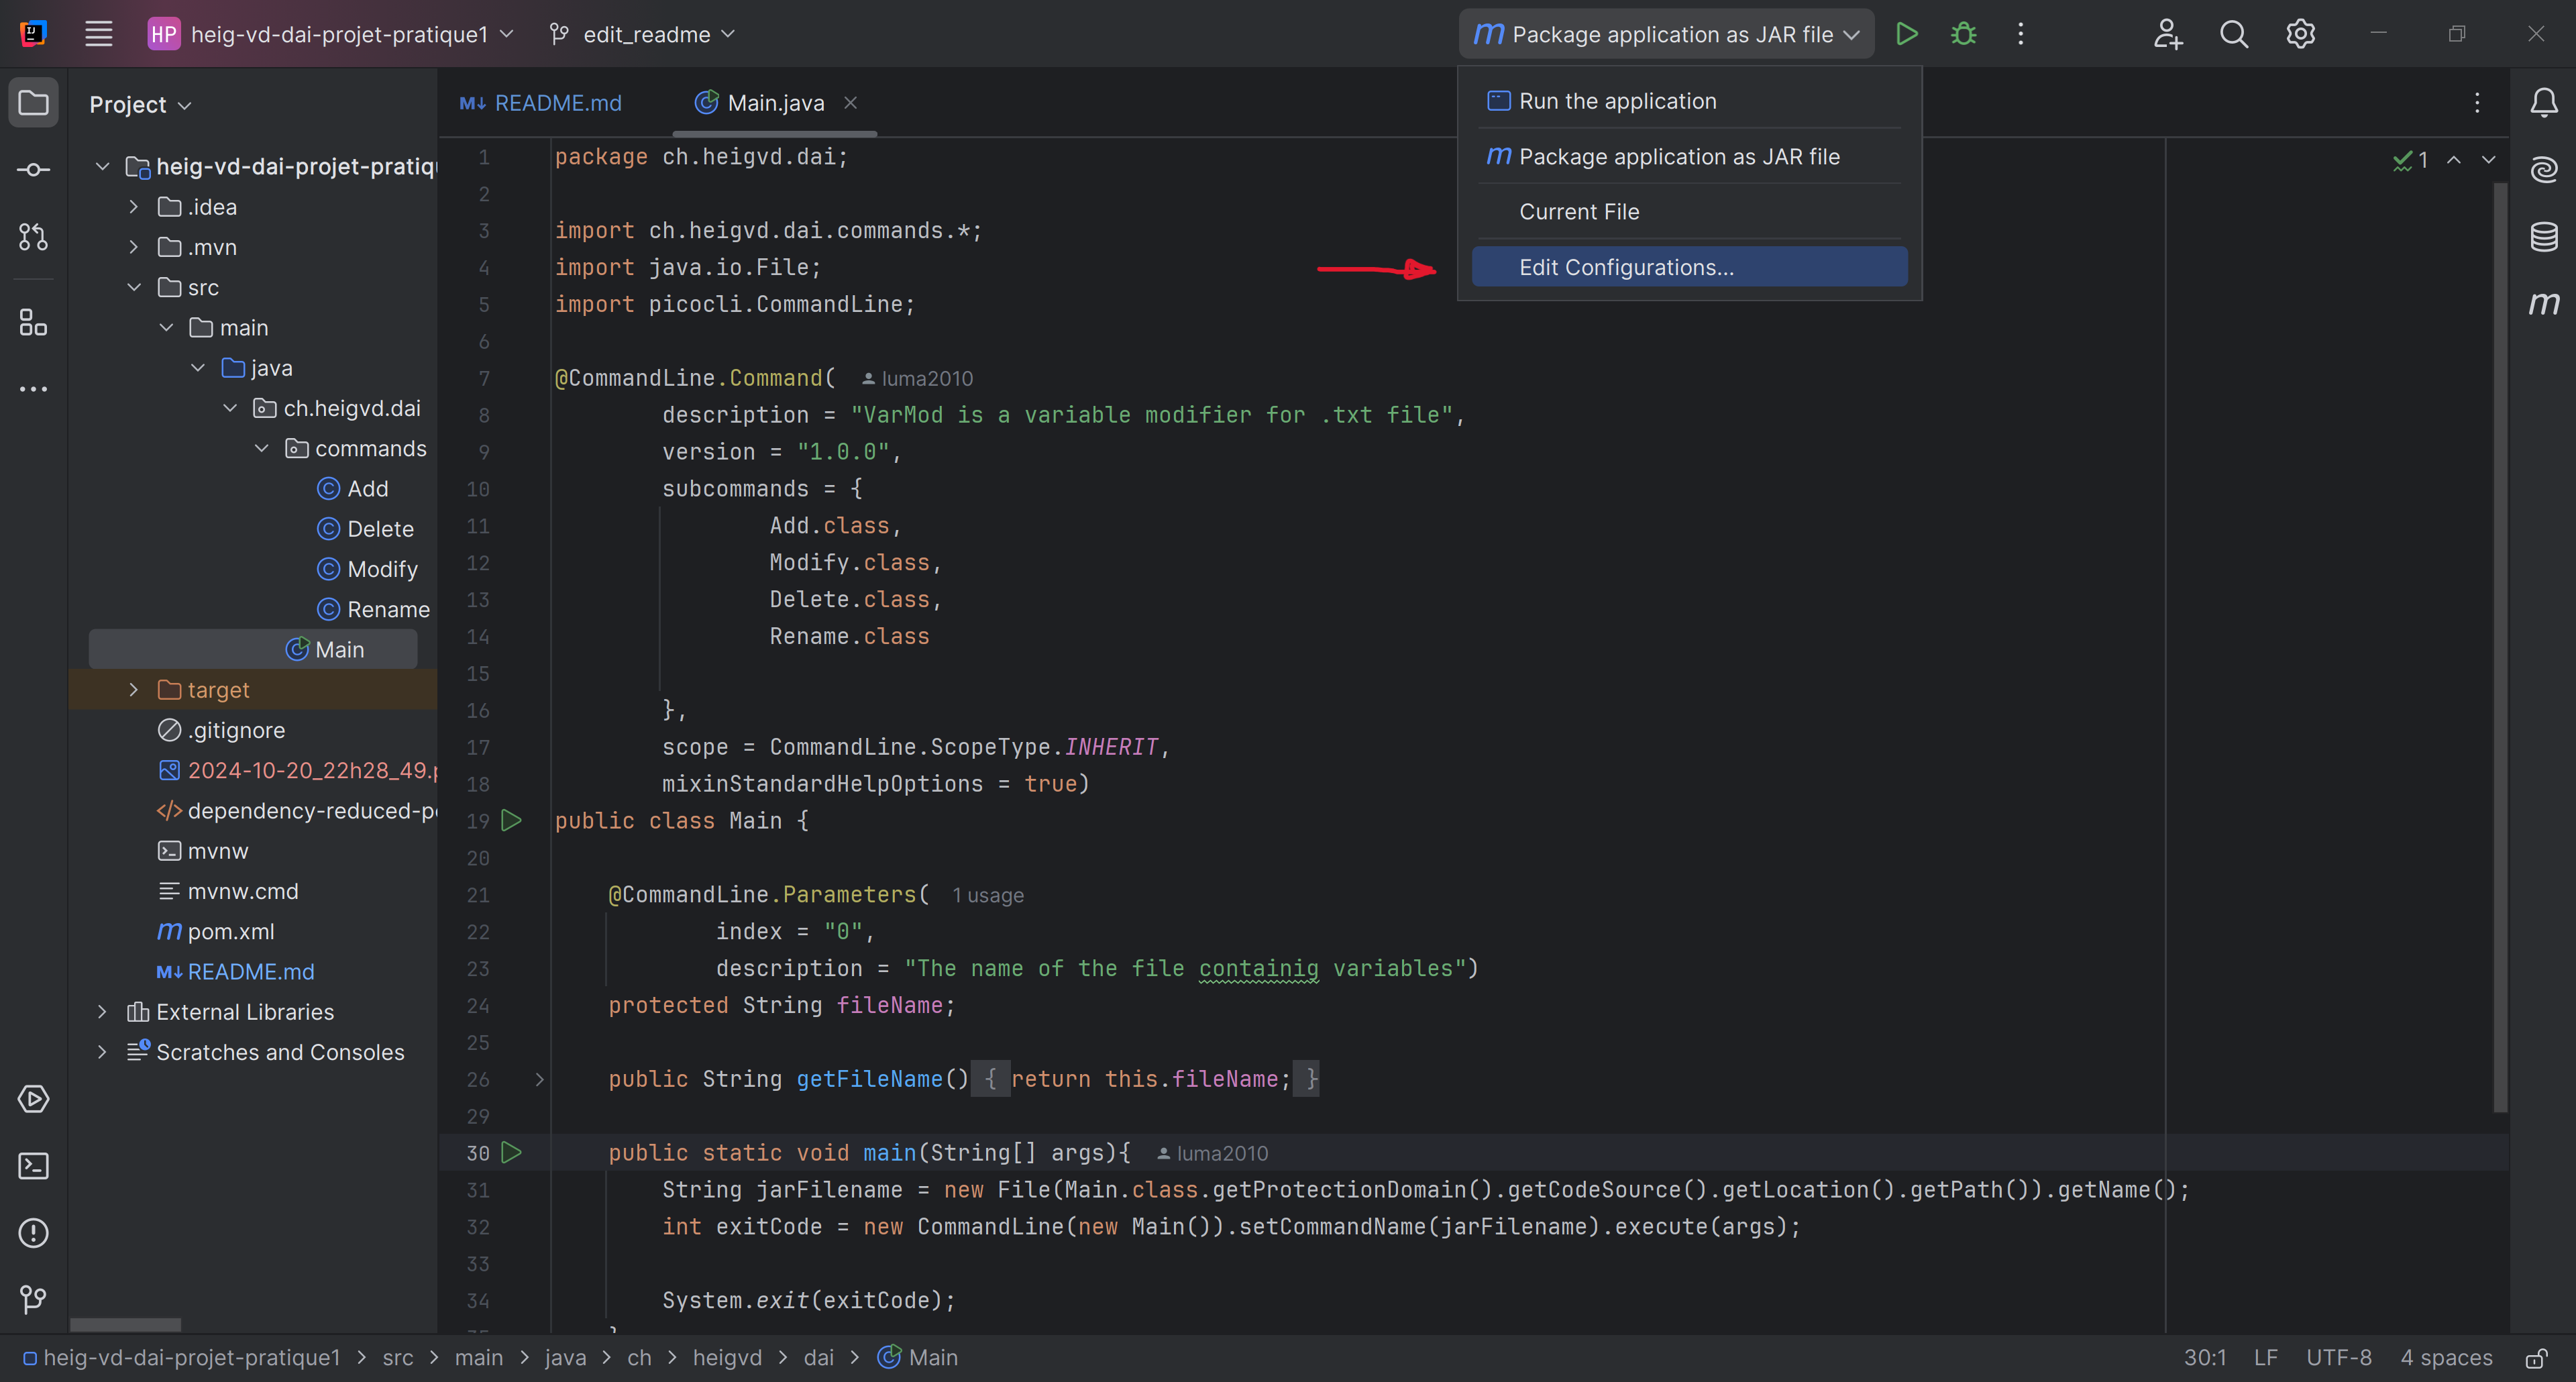 HP heig-vd-dai-projet-pratique1 edit_readme Package application as JAR file
Run the application
Package application as JAR file
Current File
Edit Configurations...
Project
heig-vd-dai-projet-pratiqu
.idea
.mvn
src
main
java
ch.heigvd.dai
commands
Add
Delete
Modify
Rename
Main
target
.gitignore
2024-10-20_22h28_49.p
dependency-reduced-po
mvnw
mvnw.cmd
pom.xml
README.md
External Libraries
Scratches and Consoles
README.md Main.java
1
1 package ch.heigvd.dai;
2
3 import ch.heigvd.dai.commands.*;
4 import java.io.File;
5 import picocli.CommandLine;
6
7 @CommandLine.Command( luma2010
8 description = "VarMod is a variable modifier for .txt file",
9 version = "1.0.0",
10 subcommands = {
11 Add.class,
12 Modify.class,
13 Delete.class,
14 Rename.class
15
16 },
17 scope = CommandLine.ScopeType.INHERIT,
18 mixinStandardHelpOptions = true)
19 public class Main {
20
21 @CommandLine.Parameters( 1 usage
22 index = "0",
23 description = "The name of the file containig variables")
24 protected String fileName;
25
26 public String getFileName() { return this.fileName; }
29
30 public static void main(String[] args){ luma2010
31 String jarFilename = new File(Main.class.getProtectionDomain().getCodeSource().getLocation().getPath()).getName();
32 int exitCode = new CommandLine(new Main()).setCommandName(jarFilename).execute(args);
33
34 System.exit(exitCode);
heig-vd-dai-projet-pratique1 > src > main > java > ch > heigvd > dai > Main
30:1 LF UTF-8 4 spaces